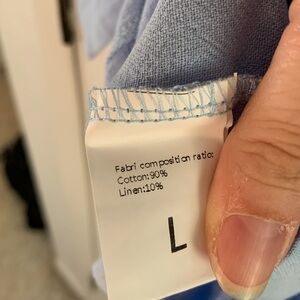 Fabri composition ratio:
Cotton:90%
Linen:10%
L